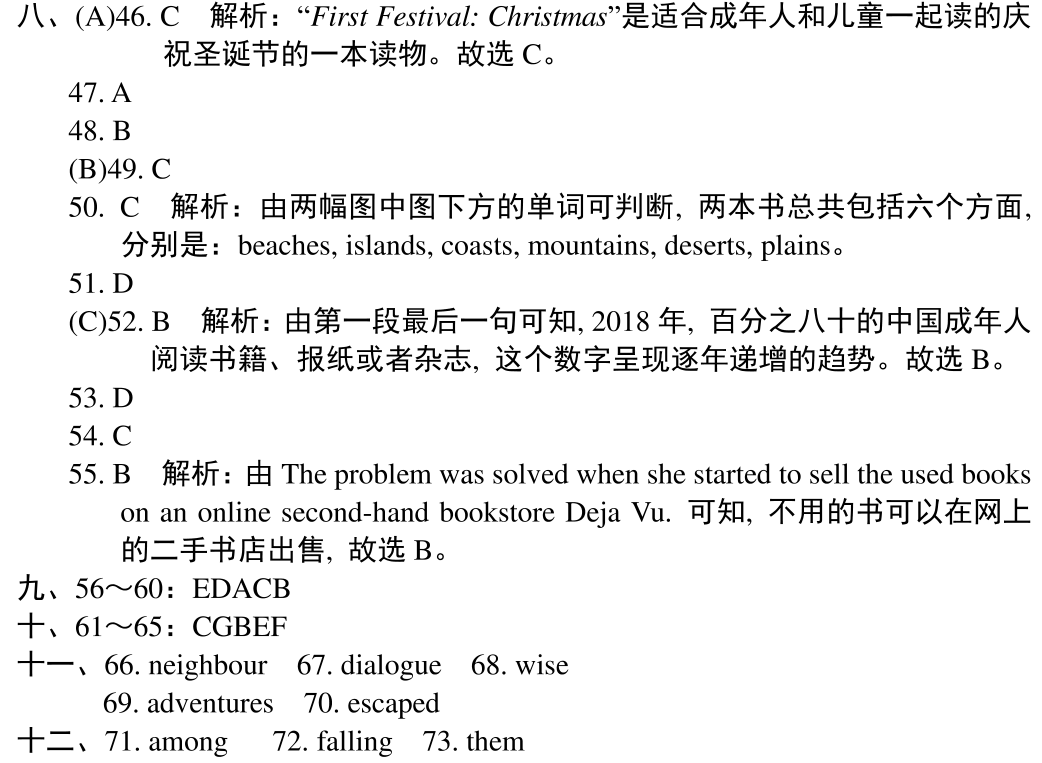 八、(A)46. C 解析：“First Festival: Christmas”是适合成年人和儿童一起读的庆
祝圣诞节的一本读物。故选 C。
47. A
48. B
(B)49. C
50. C 解析：由两幅图中图下方的单词可判断, 两本书总共包括六个方面,
分别是：beaches, islands, coasts, mountains, deserts, plains。
51. D
(C)52. B 解析：由第一段最后一句可知, 2018 年, 百分之八十的中国成年人
阅读书籍、报纸或者杂志, 这个数字呈现逐年递增的趋势。故选 B。
53. D
54. C
55. B 解析：由 The problem was solved when she started to sell the used books
on an online second-hand bookstore Deja Vu. 可知, 不用的书可以在网上
的二手书店出售, 故选 B。
九、56～60：EDACB
十、61～65：CGBEF
十一、66. neighbour 67. dialogue 68. wise
69. adventures 70. escaped
十二、71. among 72. falling 73. them